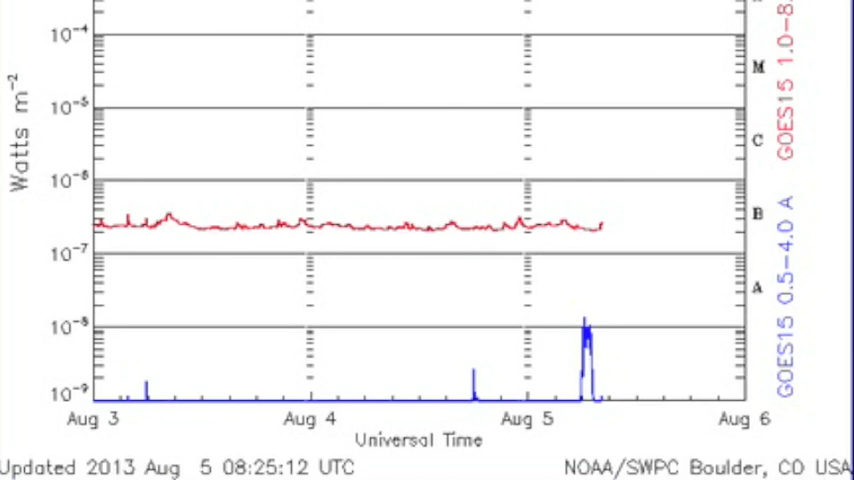 10⁻⁴
M
10⁻⁵
C
10⁻⁶
B
10⁻⁷
A
10⁻⁸
10⁻⁹
Watts m⁻²
GOES15 1.0-8.
GOES15 0.5-4.0 A
Aug 3 Aug 4 Aug 5 Aug 6
Universal Time
Updated 2013 Aug 5 08:25:12 UTC NOAA/SWPC Boulder, CO USA